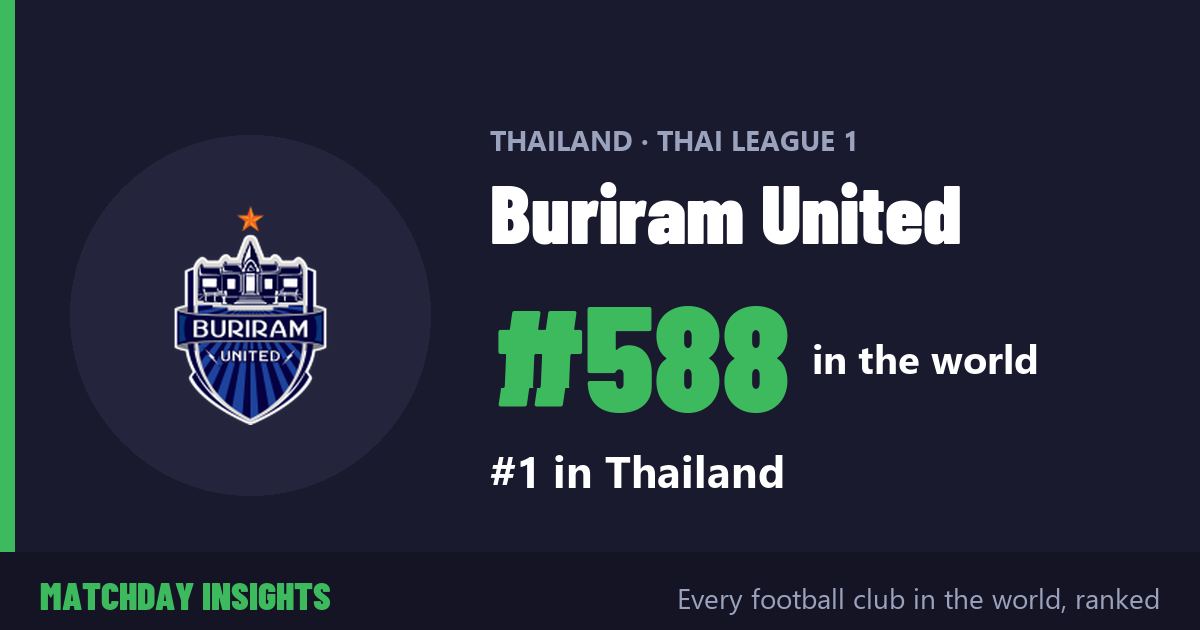 THAILAND · THAI LEAGUE 1
Buriram United
BURIRAM
UNITED
#588 in the world
#1 in Thailand
MATCHDAY INSIGHTS
Every football club in the world, ranked